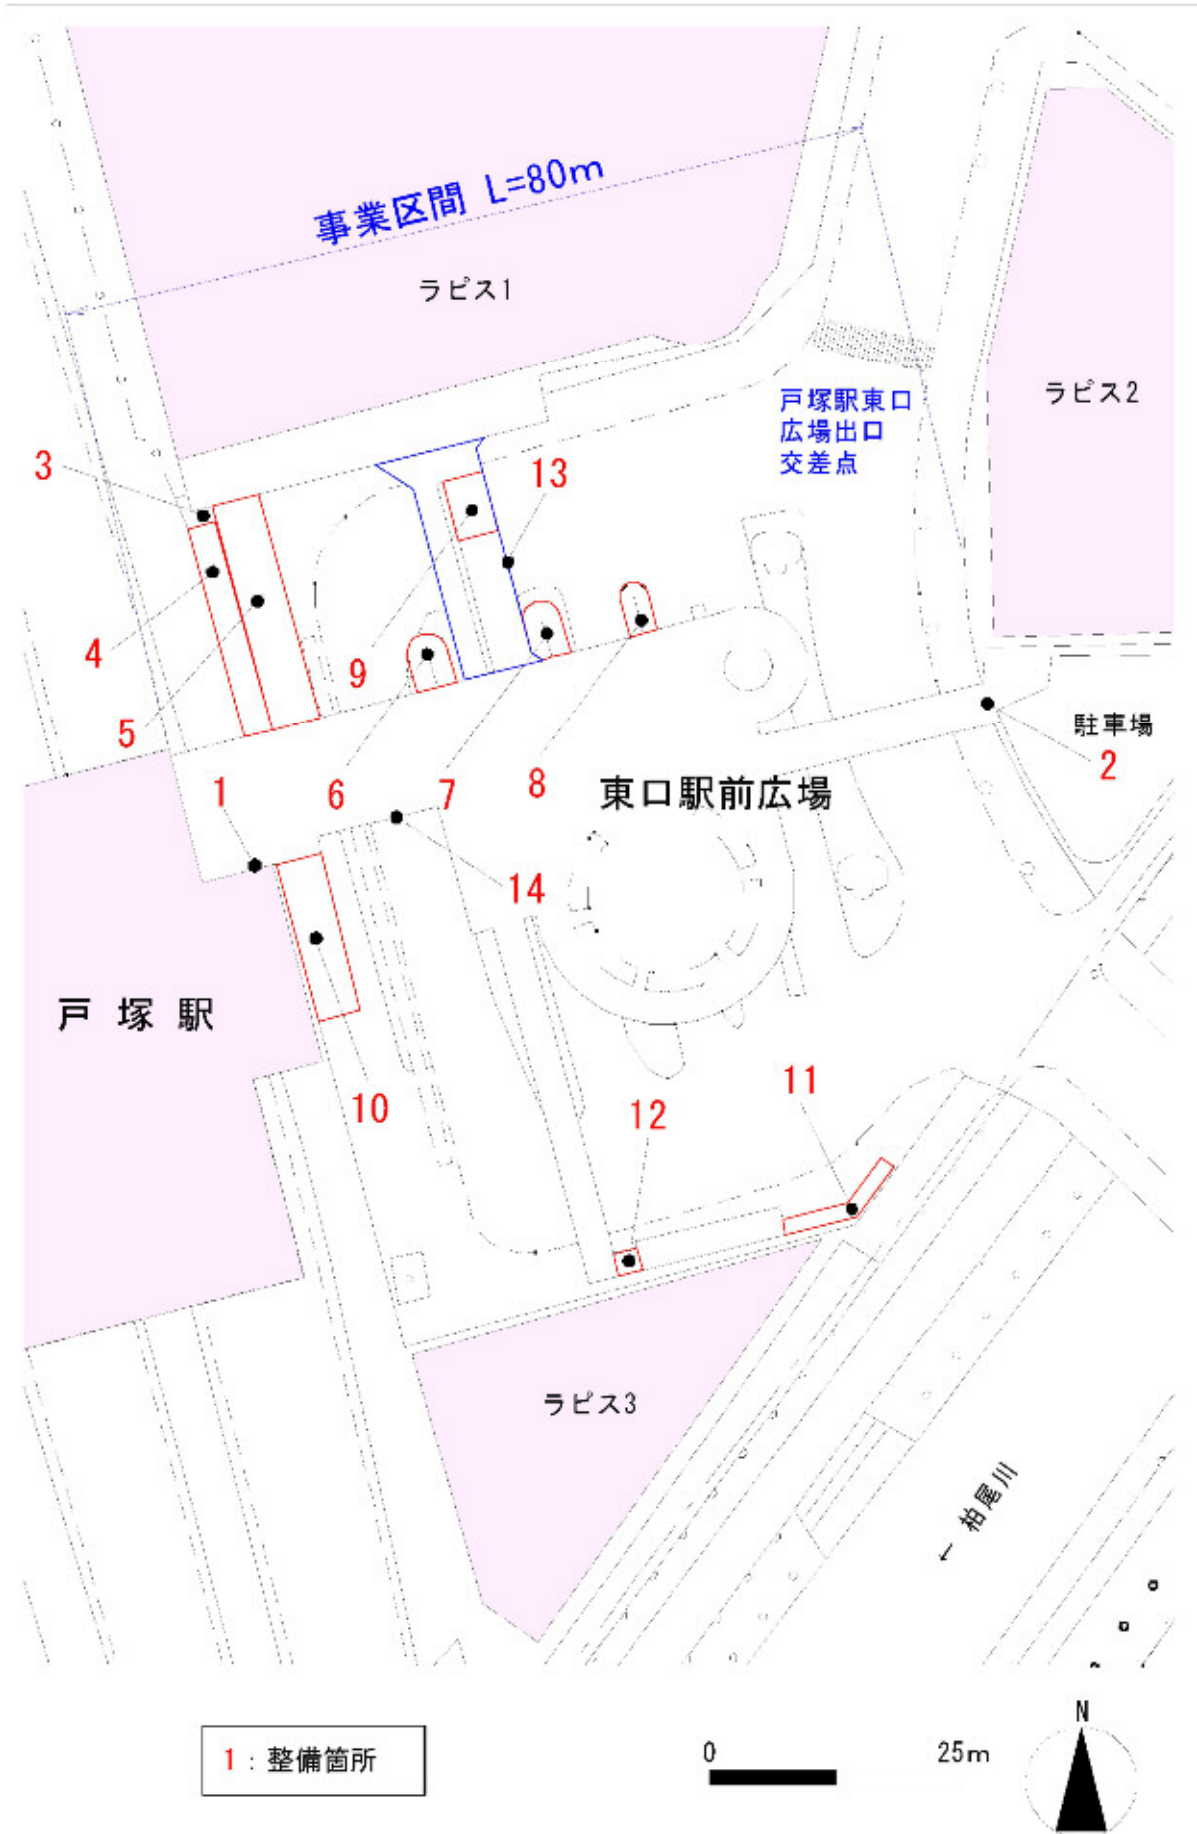 事業区間 L=80m
ラピス1
ラピス2
戸塚駅東口
広場出口
交差点
3
13
4
9
5
駐車場
2
1
6
7
8
東口駅前広場
14
戸塚駅
10
11
12
ラピス3
← 柏尾川
1：整備箇所
0 25m
N